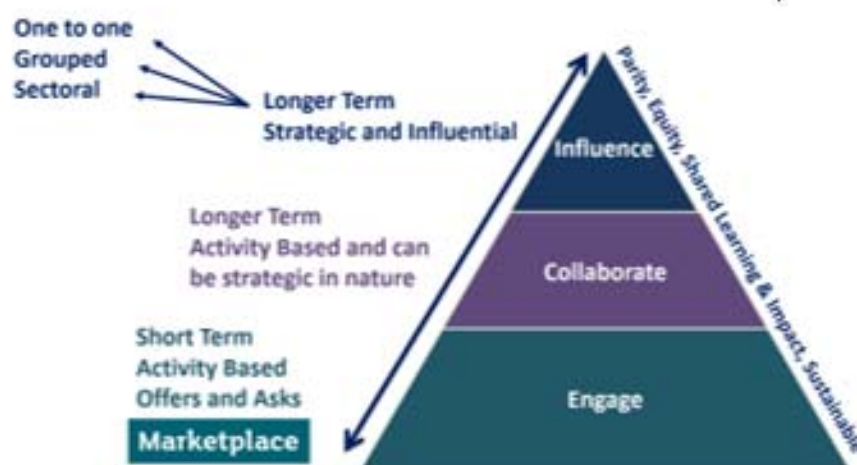 One to one
Grouped
Sectoral
Longer Term
Strategic and Influential
Influence
Parity, Equity, Shared Learning & Impact, Sustainable
Longer Term
Activity Based and can
be strategic in nature
Collaborate
Short Term
Activity Based
Offers and Asks
Marketplace
Engage